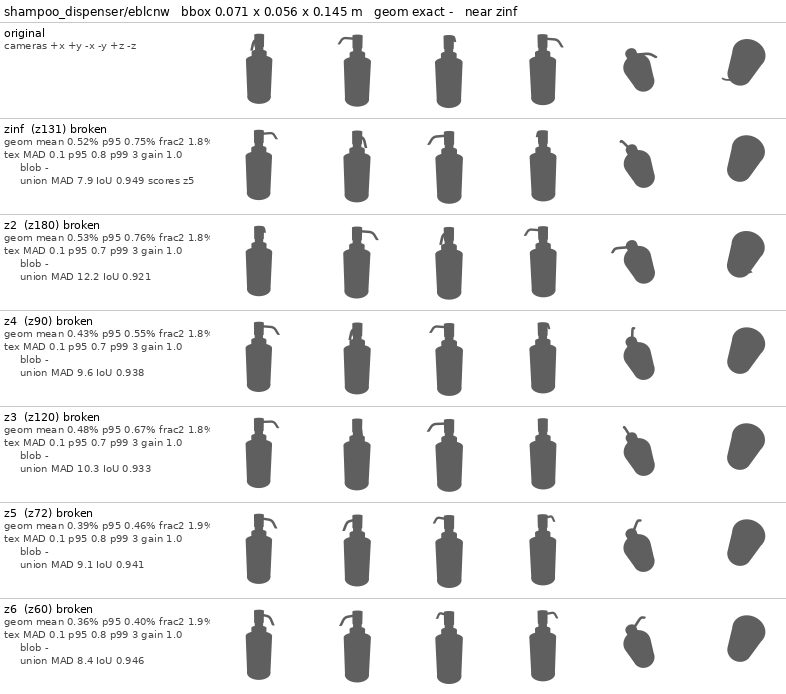 shampoo_dispenser/eblcnw   bbox 0.071 x 0.056 x 0.145 m   geom exact -   near zinf
original
cameras +x +y -x -y +z -z
zinf  (z131) broken
geom mean 0.52% p95 0.75% frac2 1.8%
tex MAD 0.1 p95 0.8 p99 3 gain 1.0
blob -
union MAD 7.9 IoU 0.949 scores z5
z2  (z180) broken
geom mean 0.53% p95 0.76% frac2 1.8%
tex MAD 0.1 p95 0.7 p99 3 gain 1.0
blob -
union MAD 12.2 IoU 0.921
z4  (z90) broken
geom mean 0.43% p95 0.55% frac2 1.8%
tex MAD 0.1 p95 0.7 p99 3 gain 1.0
blob -
union MAD 9.6 IoU 0.938
z3  (z120) broken
geom mean 0.48% p95 0.67% frac2 1.8%
tex MAD 0.1 p95 0.7 p99 3 gain 1.0
blob -
union MAD 10.3 IoU 0.933
z5  (z72) broken
geom mean 0.39% p95 0.46% frac2 1.9%
tex MAD 0.1 p95 0.8 p99 3 gain 1.0
blob -
union MAD 9.1 IoU 0.941
z6  (z60) broken
geom mean 0.36% p95 0.40% frac2 1.9%
tex MAD 0.1 p95 0.8 p99 3 gain 1.0
blob -
union MAD 8.4 IoU 0.946